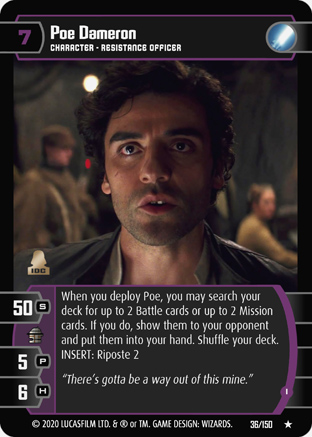 7
Poe Dameron
CHARACTER • RESISTANCE OFFICER
IDC
50 S
5 P
6 H
When you deploy Poe, you may search your
deck for up to 2 Battle cards or up to 2 Mission
cards. If you do, show them to your opponent
and put them into your hand. Shuffle your deck.
INSERT: Riposte 2
"There's gotta be a way out of this mine."
1
© 2020 LUCASFILM LTD. & ® or TM. GAME DESIGN: WIZARDS.
36/150 ★